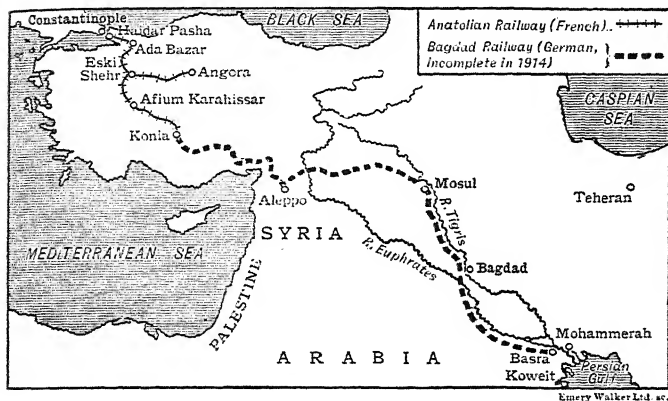 Constantinople
BLACK SEA
Haidar Pasha
Ada Bazar
Eski
Shehr
Angora
Afium Karahissar
Konia
Anatolian Railway (French)..
Bagdad Railway (German,
incomplete in 1914)
CASPIAN
SEA
Mosul
Teheran
Aleppo
R. Tigris
SYRIA
R. Euphrates
MEDITERRANEAN SEA
Bagdad
PALESTINE
Mohammerah
ARABIA
Basra
Koweit
Persian
Gulf
Emery Walker Ltd. sc.